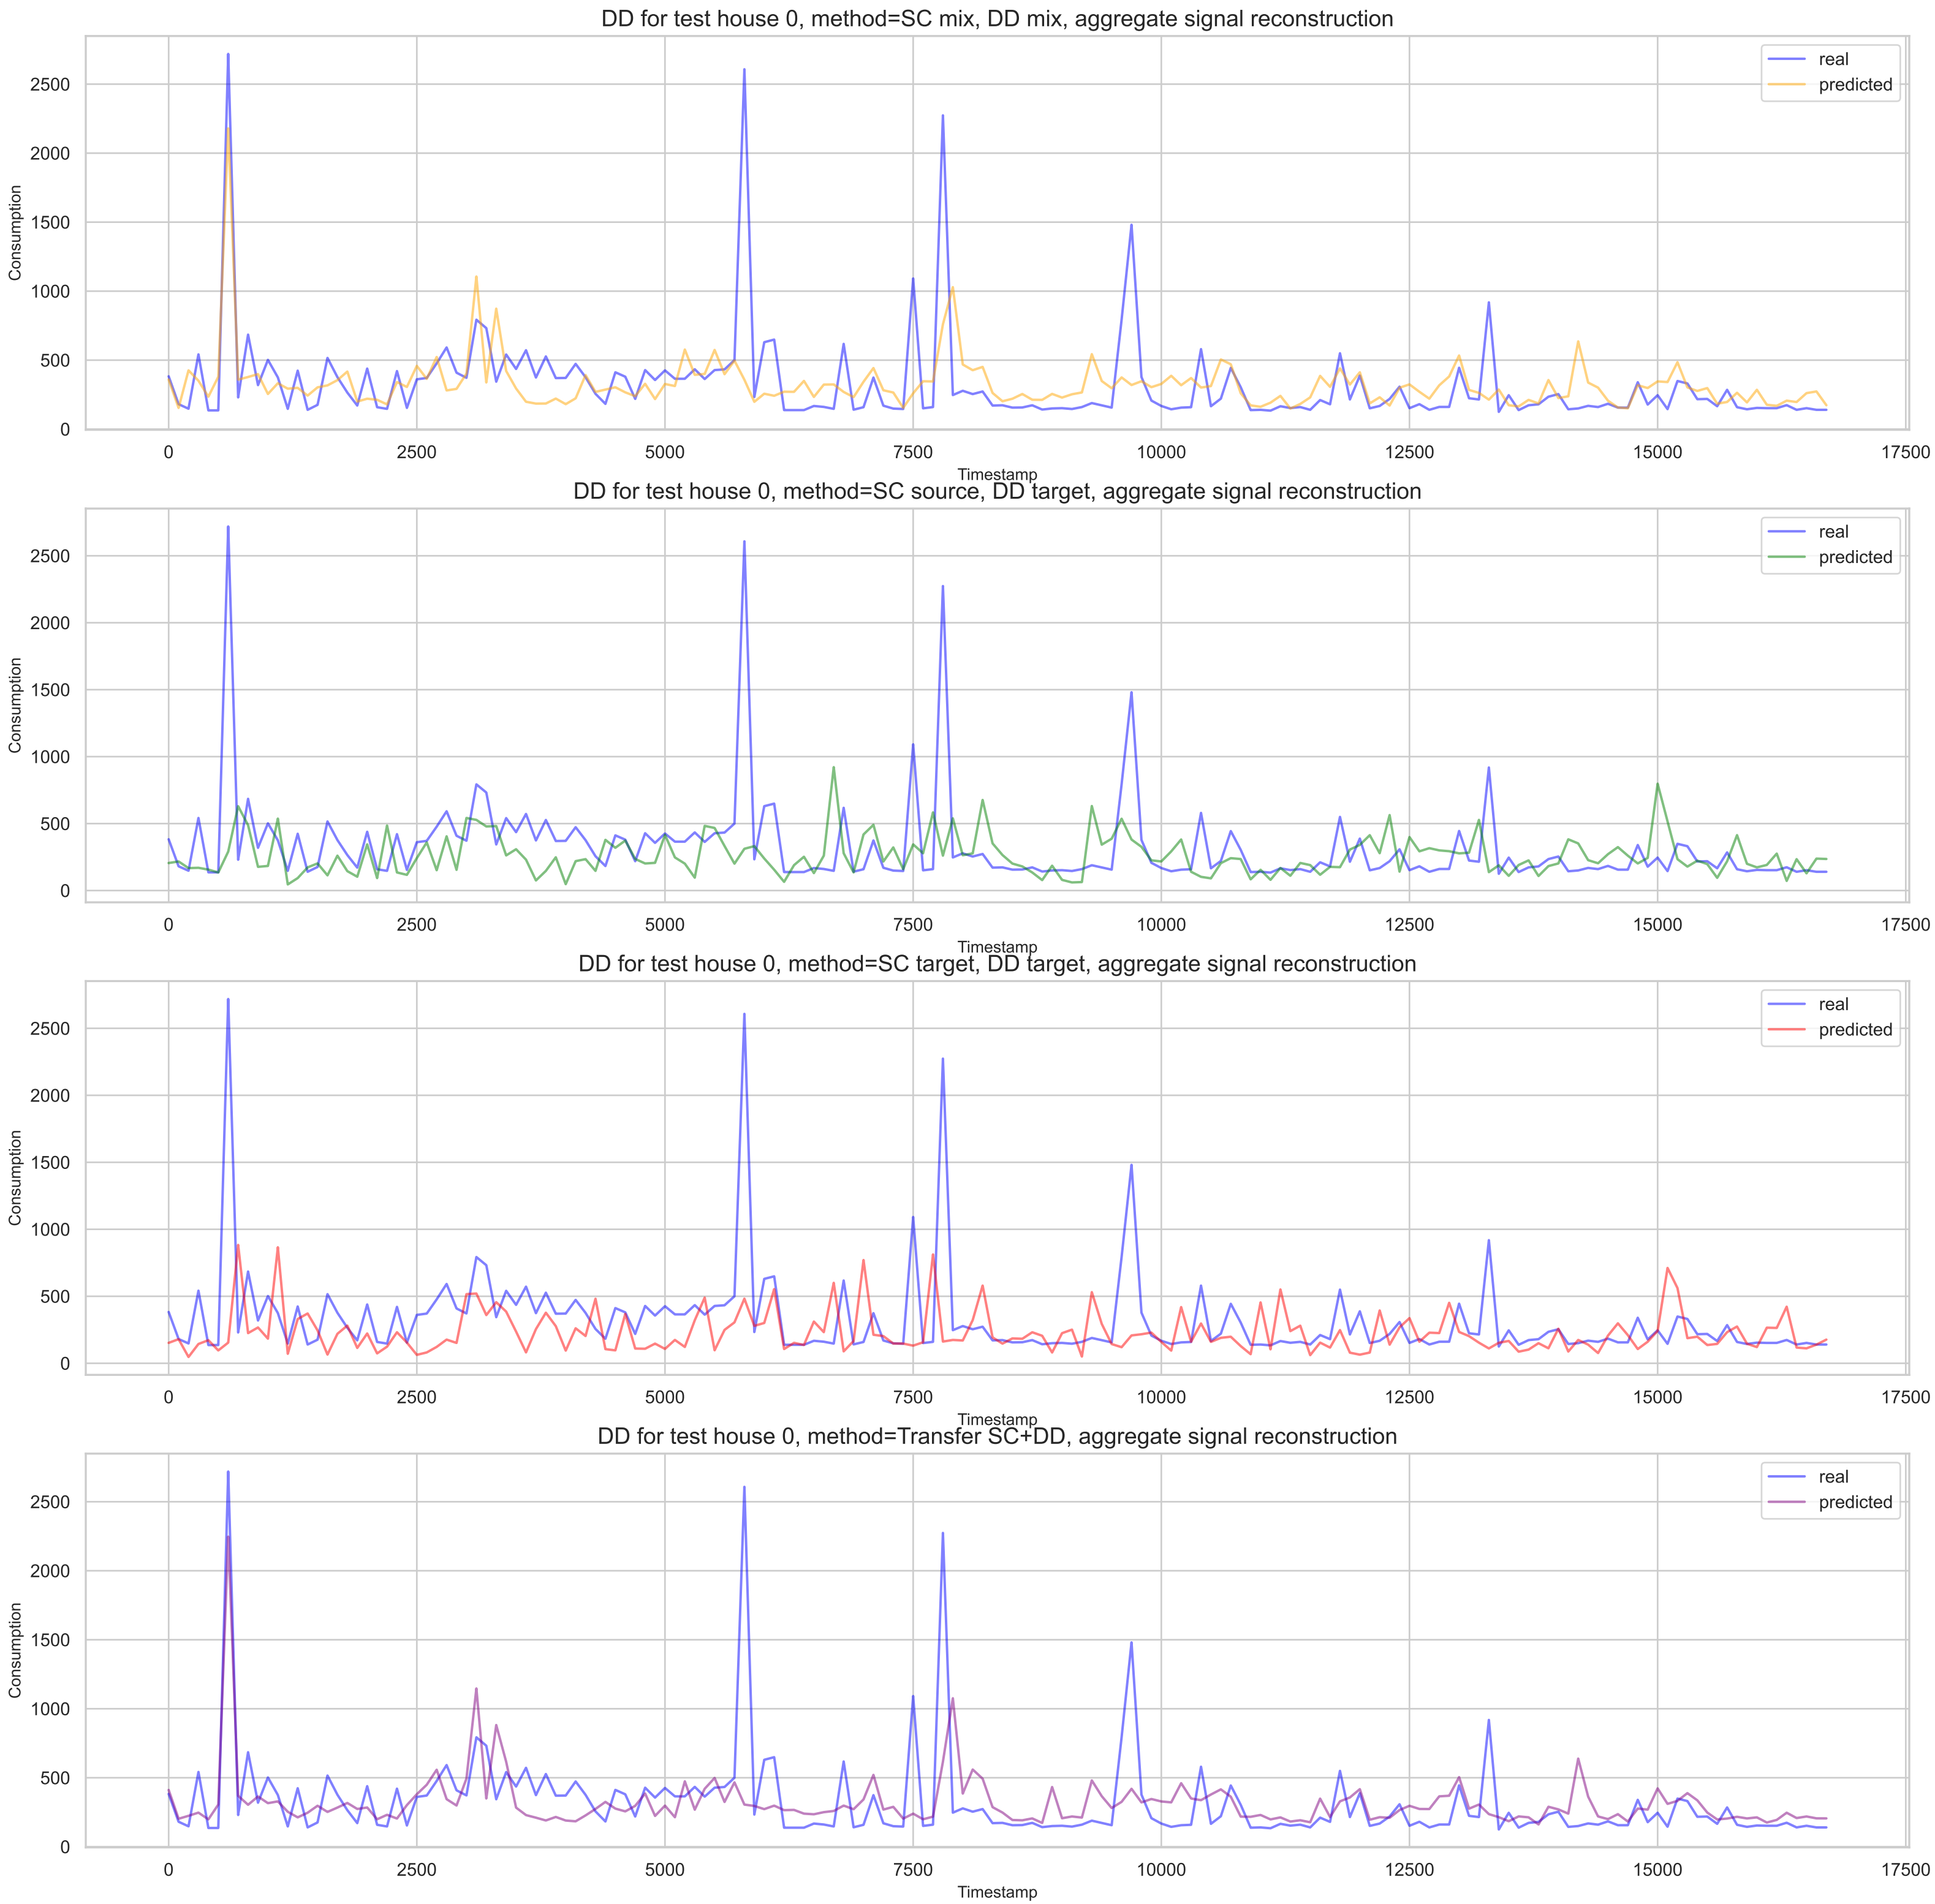 DD for test house 0, method=SC mix, DD mix, aggregate signal reconstruction
real
predicted
Consumption
2500
2000
1500
1000
500
0
0 2500 5000 7500 10000 12500 15000 17500
Timestamp
DD for test house 0, method=SC source, DD target, aggregate signal reconstruction
real
predicted
Consumption
2500
2000
1500
1000
500
0
0 2500 5000 7500 10000 12500 15000 17500
Timestamp
DD for test house 0, method=SC target, DD target, aggregate signal reconstruction
real
predicted
Consumption
2500
2000
1500
1000
500
0
0 2500 5000 7500 10000 12500 15000 17500
Timestamp
DD for test house 0, method=Transfer SC+DD, aggregate signal reconstruction
real
predicted
Consumption
2500
2000
1500
1000
500
0
0 2500 5000 7500 10000 12500 15000 17500
Timestamp